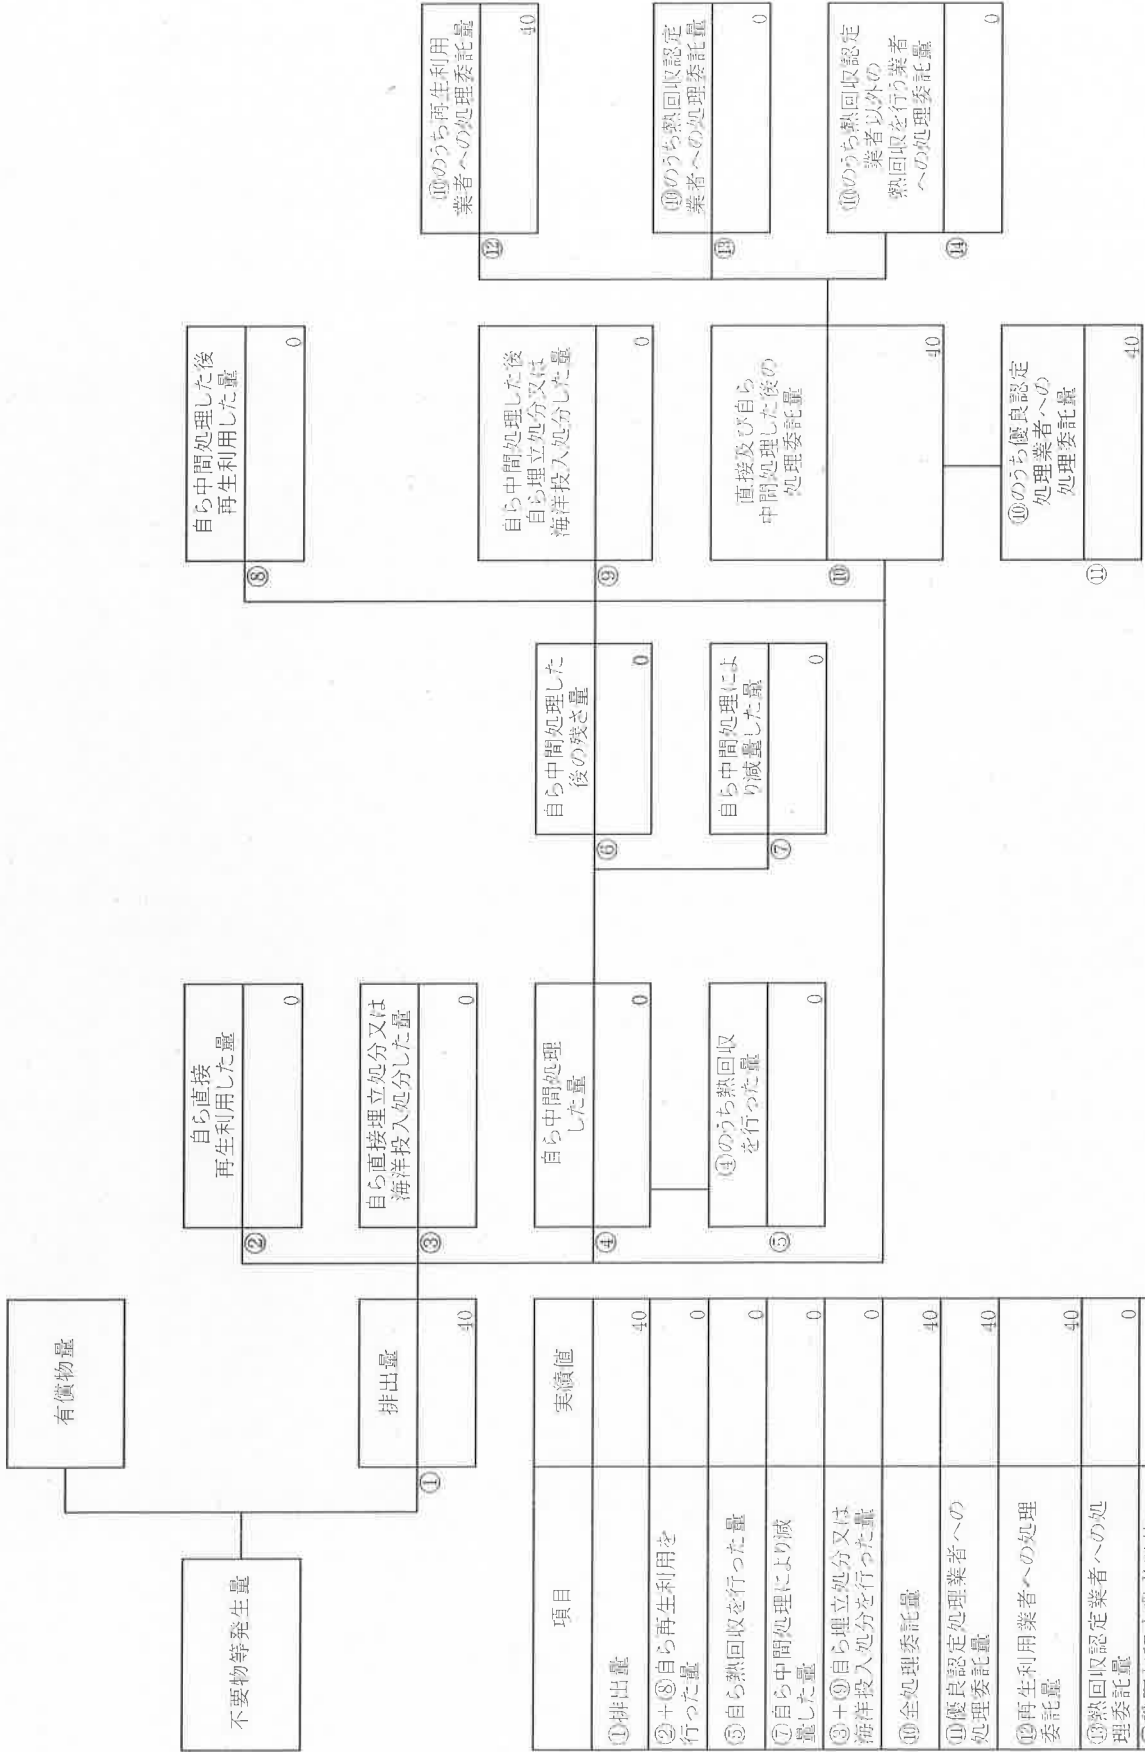 不要物等発生量
有償物量
①
排出量
40
②
自ら直接
再生利用した量
0
③
自ら直接埋立処分又は
海洋投入処分した量
0
④
自ら中間処理
した量
0
⑤
④のうち熱回収
を行った量
0
⑥
自ら中間処理した
後の残さ量
0
⑦
自ら中間処理によ
り減量した量
0
⑧
自ら中間処理した後
再生利用した量
0
⑨
自ら中間処理した後
自ら埋立処分又は
海洋投入処分した量
0
⑩
直接及び自ら
中間処理した後の
処理委託量
40
⑪
⑩のうち優良認定
処理業者への
処理委託量
40
⑫
⑩のうち再生利用
業者への処理委託量
40
⑬
⑩のうち熱回収認定
業者への処理委託量
0
⑭
⑩のうち熱回収認定
業者以外の
熱回収を行う業者
への処理委託量
0
項目 実績値
①排出量 40
②+⑧自ら再生利用を
行った量 0
⑤自ら熱回収を行った量 0
⑦自ら中間処理により減
量した量 0
③+⑨自ら埋立処分又は
海洋投入処分を行った量 0
⑩全処理委託量 40
⑪優良認定処理業者への
処理委託量 40
⑫再生利用業者への処理
委託量 40
⑬熱回収認定業者への処
理委託量 0